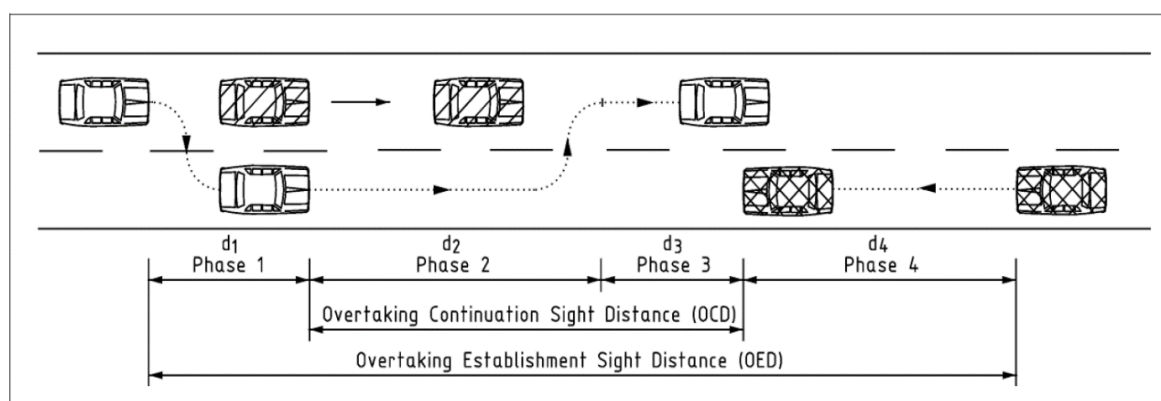 d1
Phase 1
d2
Phase 2
d3
Phase 3
d4
Phase 4
Overtaking Continuation Sight Distance (OCD)
Overtaking Establishment Sight Distance (OED)